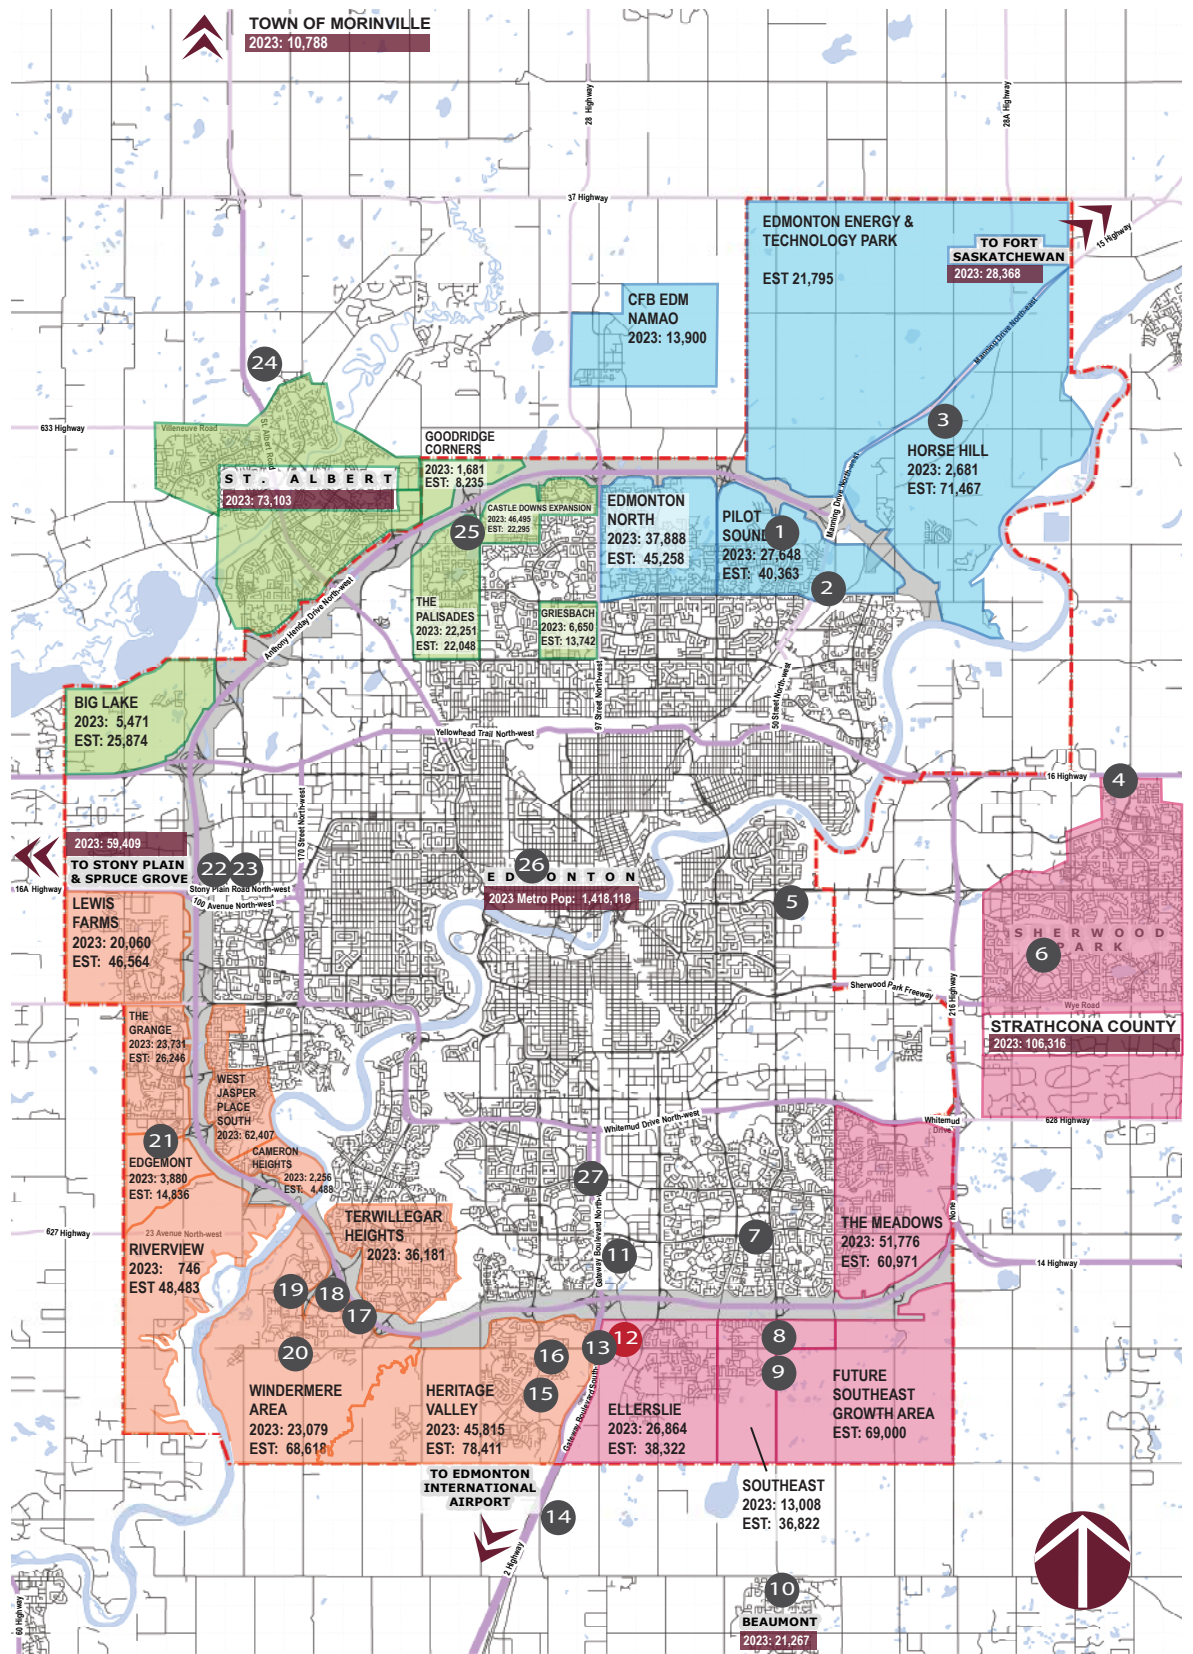 TOWN OF MORINVILLE
2023: 10,788
28 Highway
28A Highway
37 Highway
15 Highway
EDMONTON ENERGY &
TECHNOLOGY PARK
EST 21,795
TO FORT
SASKATCHEWAN
2023: 28,368
CFB EDM
NAMAO
2023: 13,900
Manning Drive North-east
24
3
HORSE HILL
2023: 2,681
EST: 71,467
633 Highway
Villeneuve Road
St Albert Road
GOODRIDGE
CORNERS
2023: 1,681
EST: 8,235
ST. ALBERT
2023: 73,103
CASTLE DOWNS EXPANSION
2023: 46,495
EST: 22,295
25
EDMONTON
NORTH
2023: 37,888
EST: 45,258
PILOT
SOUND
2023: 27,648
EST: 40,363
1
Manning Drive North-west
2
THE
PALISADES
2023: 22,251
EST: 22,048
GRIESBACH
2023: 6,650
EST: 13,742
Anthony Henday Drive North-west
97 Street North-west
50 Street North-west
BIG LAKE
2023: 5,471
EST: 25,874
Yellowhead Trail North-west
16 Highway
4
170 Street North-west
2023: 59,409
TO STONY PLAIN
& SPRUCE GROVE
22
23
16A Highway
Stony Plain Road North-west
100 Avenue North-west
26
EDMONTON
2023 Metro Pop: 1,418,118
5
LEWIS
FARMS
2023: 20,060
EST: 46,564
SHERWOOD
PARK
6
Sherwood Park Freeway
216 Highway
Wye Road
STRATHCONA COUNTY
2023: 106,316
THE
GRANGE
2023: 23,731
EST: 26,246
WEST
JASPER
PLACE
SOUTH
2023: 62,407
Whitemud Drive North-west
Whitemud
Drive
628 Highway
21
EDGEMONT
2023: 3,880
EST: 14,836
CAMERON
HEIGHTS
2023: 2,256
EST: 4,488
27
TERWILLEGAR
HEIGHTS
2023: 36,181
627 Highway
23 Avenue North-west
RIVERVIEW
2023: 746
EST 48,483
7
11
Gateway Boulevard North-w
THE MEADOWS
2023: 51,776
EST: 60,971
None
14 Highway
19
18
17
20
16
15
13
12
8
9
WINDERMERE
AREA
2023: 23,079
EST: 68,618
HERITAGE
VALLEY
2023: 45,815
EST: 78,411
Gateway Boulevard South-
ELLERSLIE
2023: 26,864
EST: 38,322
FUTURE
SOUTHEAST
GROWTH AREA
EST: 69,000
TO EDMONTON
INTERNATIONAL
AIRPORT
SOUTHEAST
2023: 13,008
EST: 36,822
14
2 Highway
60 Highway
10
BEAUMONT
2023: 21,267